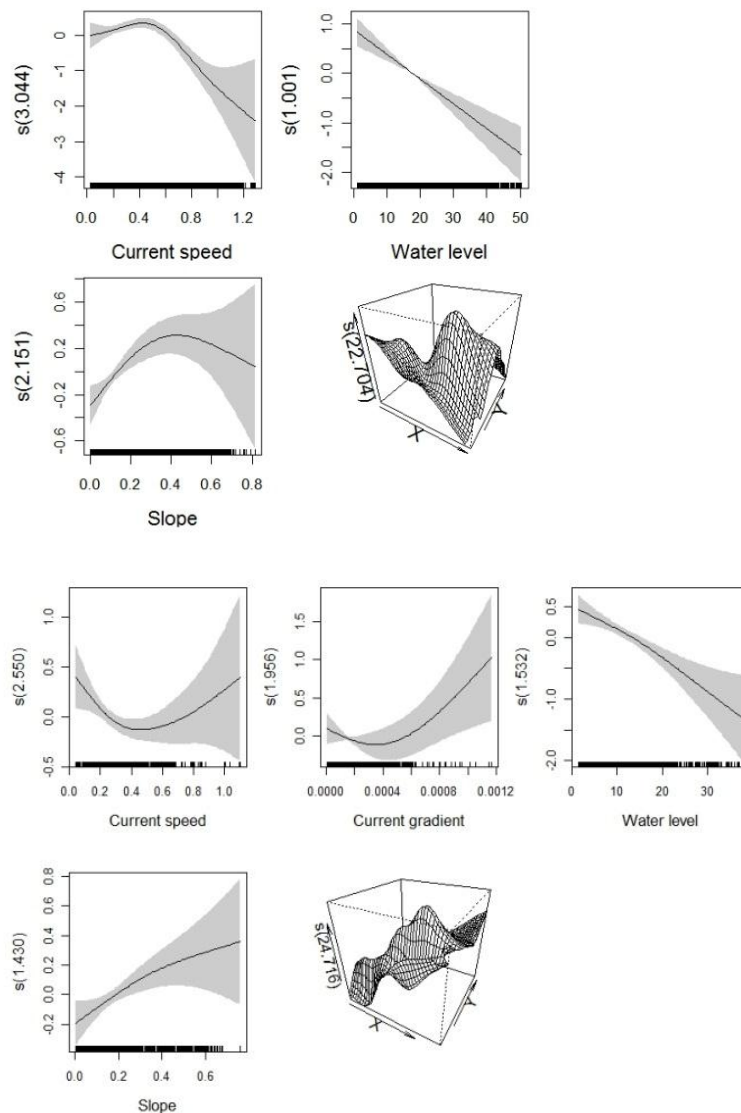 s(3.044)
0
-1
-2
-3
-4
0.0 0.4 0.8 1.2
Current speed
s(1.001)
1.0
0.0
-1.0
-2.0
0 10 20 30 40 50
Water level
s(2.151)
0.6
0.2
-0.2
-0.6
0.0 0.2 0.4 0.6 0.8
Slope
s(22.704)
X
Y
s(2.550)
1.0
0.5
0.0
-0.5
0.0 0.2 0.4 0.6 0.8 1.0
Current speed
s(1.956)
1.5
1.0
0.5
0.0
0.0000 0.0004 0.0008 0.0012
Current gradient
s(1.532)
0.5
-1.0
-2.0
0 10 20 30
Water level
s(1.430)
0.8
0.6
0.4
0.2
0.0
-0.2
0.0 0.2 0.4 0.6
Slope
s(24.716)
X
Y